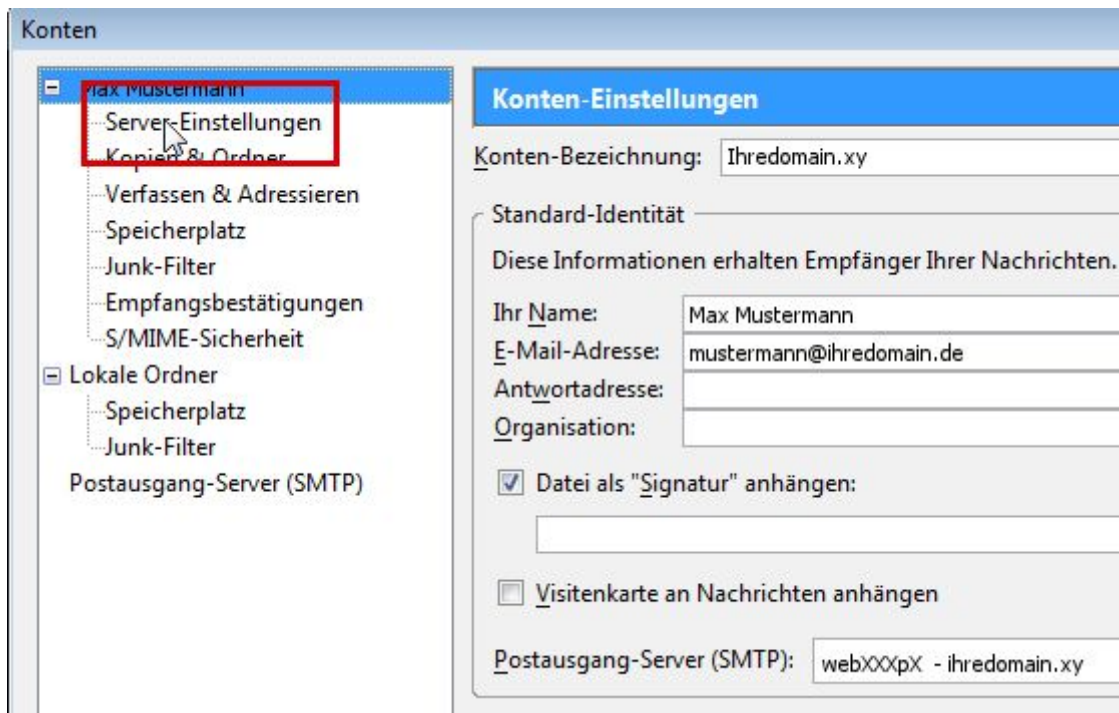 Konten
Max Mustermann
Server-Einstellungen
Kopien & Ordner
Verfassen & Adressieren
Speicherplatz
Junk-Filter
Empfangsbestätigungen
S/MIME-Sicherheit
Lokale Ordner
Speicherplatz
Junk-Filter
Postausgang-Server (SMTP)
Konten-Einstellungen
Konten-Bezeichnung: Ihredomain.xy
Standard-Identität
Diese Informationen erhalten Empfänger Ihrer Nachrichten.
Ihr Name: Max Mustermann
E-Mail-Adresse: mustermann@ihredomain.de
Antwortadresse:
Organisation:
Datei als "Signatur" anhängen:
Visitenkarte an Nachrichten anhängen
Postausgang-Server (SMTP): webXXXpX - ihredomain.xy